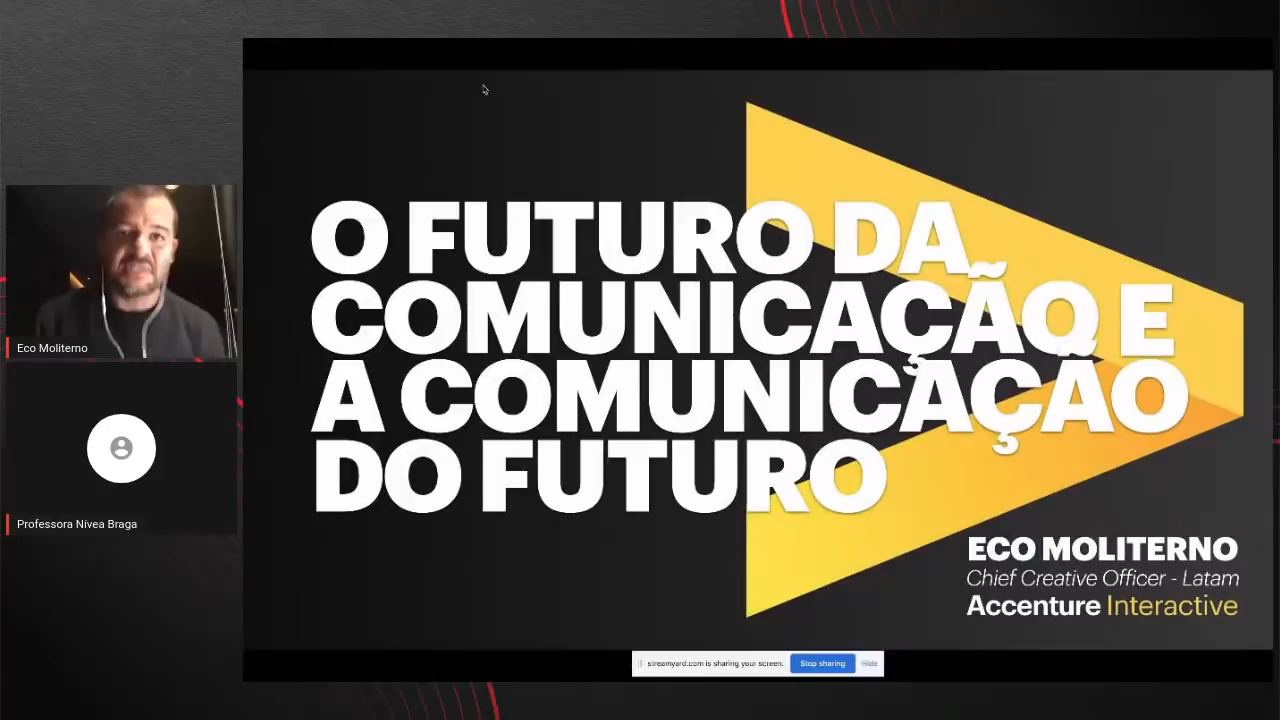 Eco Moliterno
Professora Nívea Braga
O FUTURO DA
COMUNICAÇÃO E
A COMUNICAÇÃO
DO FUTURO
ECO MOLITERNO
Chief Creative Officer - Latam
Accenture Interactive
streamyard.com is sharing your screen. Stop sharing Hide